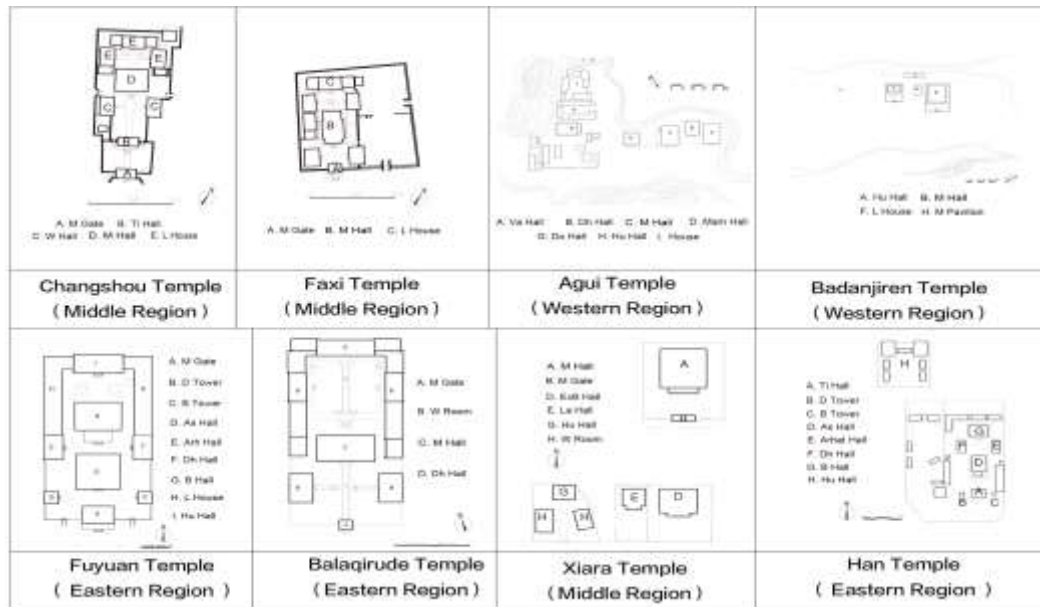 A. M Gate B. Ti Hall
C. W Hall D. M Hall E. L House
Changshou Temple
( Middle Region )
A. M Gate B. M Hall C. L House
Faxi Temple
( Middle Region )
A. Va Hall B. Dh Hall C. M Hall D. Mam Hall
G. Da Hall H. Hu Hall I. House
Agui Temple
( Western Region )
A. Hu Hall B. M Hall
F. L House H. M Pavilion
Badanjiren Temple
( Western Region )
A. M Gate
B. D Tower
C. B Tower
D. As Hall
E. Arh Hall
F. Dh Hall
G. B Hall
H. L House
I. Hu Hall
Fuyuan Temple
( Eastern Region )
A. M Gate
B. W Room
C. M Hall
D. Dh Hall
Balaqirude Temple
( Eastern Region )
A. M Hall
B. M Gate
E. La Hall
G. Hu Hall
H. W Room
A
G
H
H
E
D
Xiara Temple
( Middle Region )
A. Ti Hall
B. D Tower
C. B Tower
D. As Hall
E. Arhat Hall
F. Dh Hall
G. B Hall
H. Hu Hall
H
G
F
E
D
A
B
C
Han Temple
( Eastern Region )